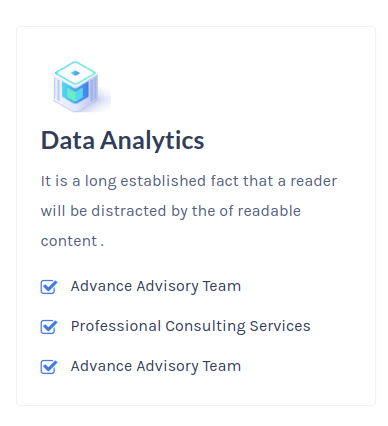 Data Analytics
It is a long established fact that a reader
will be distracted by the of readable
content .
Advance Advisory Team
Professional Consulting Services
Advance Advisory Team